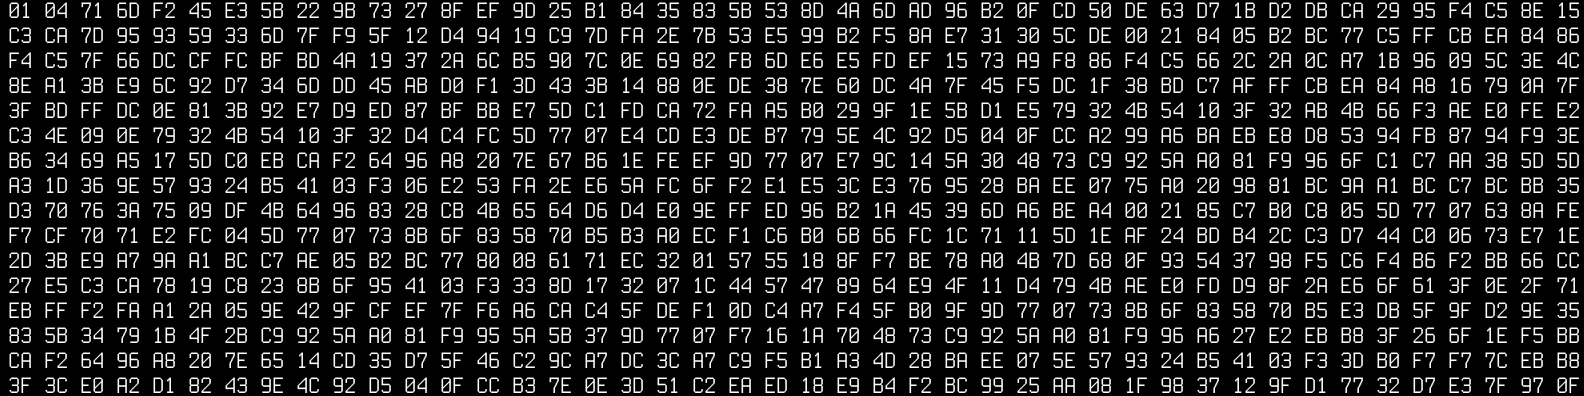 01 04 71 6D F2 45 E3 5B 22 9B 73 27 8F EF 9D 25 B1 84 35 83 5B 53 8D 4A 6D AD 96 B2 0F CD 50 DE 63 D7 1B D2 DB CA 29 95 F4 C5 8E 15
C3 CA 7D 95 93 59 33 6D 7F F9 5F 12 D4 94 19 C9 7D FA 2E 7B 53 E5 99 B2 F5 8A E7 31 30 5C DE 00 21 84 05 B2 BC 77 C5 FF CB EA 84 86
F4 C5 7F 66 DC CF FC BF BD 4A 19 37 2A 6C B5 90 7C 0E 69 82 FB 6D E6 E5 FD EF 15 73 A9 F8 86 F4 C5 66 2C 2A 0C A7 1B 96 09 5C 3E 4C
8E A1 3B E9 6C 92 D7 34 6D DD 45 AB D0 F1 3D 43 3B 14 88 0E DE 38 7E 60 DC 4A 7F 45 F5 DC 1F 38 BD C7 AF FF CB EA 84 A8 16 79 0A 7F
3F BD FF DC 0E 81 3B 92 E7 D9 ED 87 BF BB E7 5D C1 FD CA 72 FA A5 B0 29 9F 1E 5B D1 E5 79 32 4B 54 10 3F 32 AB 4B 66 F3 AE E0 FE E2
C3 4E 09 0E 79 32 4B 54 10 3F 32 D4 C4 FC 5D 77 07 E4 CD E3 DE B7 79 5E 4C 92 D5 04 0F CC A2 99 A6 BA EB E8 D8 53 94 FB 87 94 F9 3E
B6 34 69 A5 17 5D C0 EB CA F2 64 96 A8 20 7E 67 B6 1E FE EF 9D 77 07 E7 9C 14 5A 30 48 73 C9 92 5A A0 81 F9 96 6F C1 C7 AA 38 5D 5D
A3 1D 36 9E 57 93 24 B5 41 03 F3 06 E2 53 FA 2E E6 5A FC 6F F2 E1 E5 3C E3 76 95 28 BA EE 07 75 A0 20 98 81 BC 9A A1 BC C7 BC BB 35
D3 70 76 3A 75 09 DF 4B 64 96 83 28 CB 4B 65 64 D6 D4 E0 9E FF ED 96 B2 1A 45 39 6D A6 BE A4 00 21 85 C7 B0 C8 05 5D 77 07 63 8A FE
F7 CF 70 71 E2 FC 04 5D 77 07 73 8B 6F 83 58 70 B5 B3 A0 EC F1 C6 B0 6B 66 FC 1C 71 11 5D 1E AF 24 BD B4 2C C3 D7 44 C0 06 73 E7 1E
2D 3B E9 A7 9A A1 BC C7 AE 05 B2 BC 77 80 08 61 71 EC 32 01 57 55 18 8F F7 BE 78 A0 4B 7D 68 0F 93 54 37 98 F5 C6 F4 B6 F2 BB 66 CC
27 E5 C3 CA 78 19 C8 23 8B 6F 95 41 03 F3 33 8D 17 32 07 1C 44 57 47 89 64 E9 4F 11 D4 79 4B AE E0 FD D9 8F 2A E6 6F 61 3F 0E 2F 71
EB FF F2 FA A1 2A 05 9E 42 9F CF EF 7F F6 A6 CA C4 5F DE F1 0D C4 A7 F4 5F B0 9F 9D 77 07 73 8B 6F 83 58 70 B5 E3 DB 5F 9F D2 9E 35
83 5B 34 79 1B 4F 2B C9 92 5A A0 81 F9 95 5A 5B 37 9D 77 07 F7 16 1A 70 48 73 C9 92 5A A0 81 F9 96 A6 27 E2 EB B8 3F 26 6F 1E F5 BB
CA F2 64 96 A8 20 7E 65 14 CD 35 D7 5F 46 C2 9C A7 DC 3C A7 C9 F5 B1 A3 4D 28 BA EE 07 5E 57 93 24 B5 41 03 F3 3D B0 F7 F7 7C EB B8
3F 3C E0 A2 D1 82 43 9E 4C 92 D5 04 0F CC B3 7E 0E 3D 51 C2 EA ED 18 E9 B4 F2 BC 99 25 AA 08 1F 98 37 12 9F D1 77 32 D7 E3 7F 97 0F